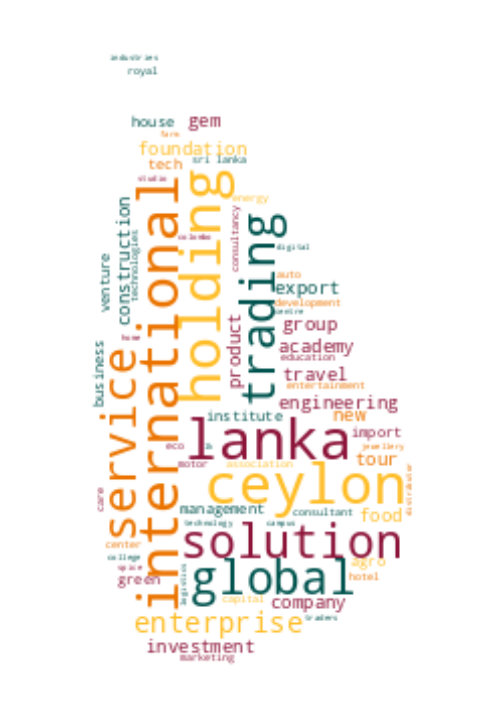 industries
royal
house
gem
farm
foundation
tech
sri lanka
studio
international
holding
energy
construction
technologies
colombo
consultancy
trading
digital
venture
auto
export
development
centre
home
product
group
academy
education
business
service
travel
entertainment
engineering
institute
new
lanka
import
eco
lk
jewellery
motor
association
tour
ceylon
distributor
care
management
consultant
food
technology
campus
solution
center
college
spice
green
global
agro
hotel
logistics
capital
company
enterprise
traders
investment
marketing